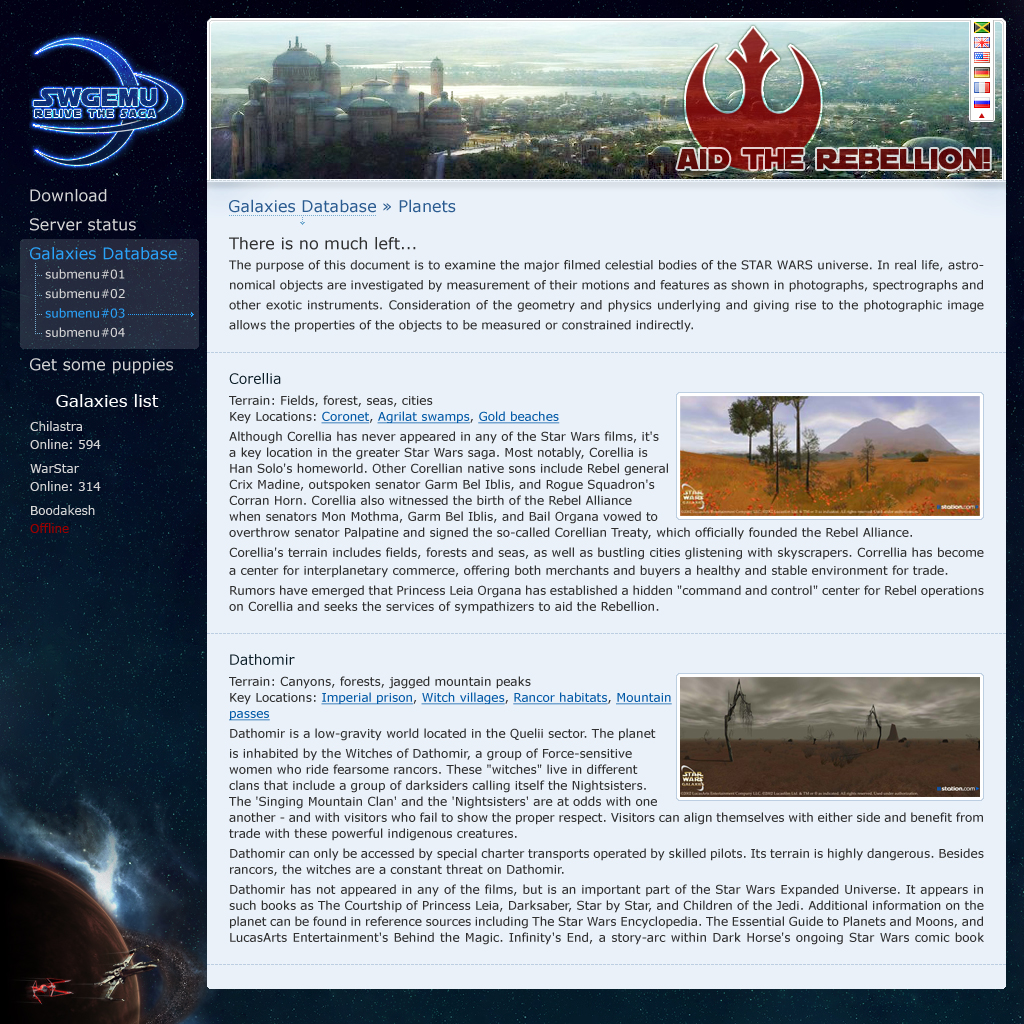 SWGEMU
RELIVE THE SAGA
Download
Server status
Galaxies Database
submenu#01
submenu#02
submenu#03
submenu#04
Get some puppies
Galaxies list
Chilastra
Online: 594
WarStar
Online: 314
Boodakesh
Offline
AID THE REBELLION!
Galaxies Database » Planets
There is no much left...
The purpose of this document is to examine the major filmed celestial bodies of the STAR WARS universe. In real life, astro-
nomical objects are investigated by measurement of their motions and features as shown in photographs, spectrographs and
other exotic instruments. Consideration of the geometry and physics underlying and giving rise to the photographic image
allows the properties of the objects to be measured or constrained indirectly.
Corellia
Terrain: Fields, forest, seas, cities
Key Locations: Coronet, Agrilat swamps, Gold beaches
Although Corellia has never appeared in any of the Star Wars films, it's
a key location in the greater Star Wars saga. Most notably, Corellia is
Han Solo's homeworld. Other Corellian native sons include Rebel general
Crix Madine, outspoken senator Garm Bel Iblis, and Rogue Squadron's
Corran Horn. Corellia also witnessed the birth of the Rebel Alliance
when senators Mon Mothma, Garm Bel Iblis, and Bail Organa vowed to
overthrow senator Palpatine and signed the so-called Corellian Treaty, which officially founded the Rebel Alliance.
STAR WARS
station.com
Corellia's terrain includes fields, forests and seas, as well as bustling cities glistening with skyscrapers. Correllia has become
a center for interplanetary commerce, offering both merchants and buyers a healthy and stable environment for trade.
Rumors have emerged that Princess Leia Organa has established a hidden "command and control" center for Rebel operations
on Corellia and seeks the services of sympathizers to aid the Rebellion.
Dathomir
Terrain: Canyons, forests, jagged mountain peaks
Key Locations: Imperial prison, Witch villages, Rancor habitats, Mountain
passes
Dathomir is a low-gravity world located in the Quelii sector. The planet
is inhabited by the Witches of Dathomir, a group of Force-sensitive
women who ride fearsome rancors. These "witches" live in different
clans that include a group of darksiders calling itself the Nightsisters.
The 'Singing Mountain Clan' and the 'Nightsisters' are at odds with one
another - and with visitors who fail to show the proper respect. Visitors can align themselves with either side and benefit from
trade with these powerful indigenous creatures.
STAR WARS
station.com
Dathomir can only be accessed by special charter transports operated by skilled pilots. Its terrain is highly dangerous. Besides
rancors, the witches are a constant threat on Dathomir.
Dathomir has not appeared in any of the films, but is an important part of the Star Wars Expanded Universe. It appears in
such books as The Courtship of Princess Leia, Darksaber, Star by Star, and Children of the Jedi. Additional information on the
planet can be found in reference sources including The Star Wars Encyclopedia. The Essential Guide to Planets and Moons, and
LucasArts Entertainment's Behind the Magic. Infinity's End, a story-arc within Dark Horse's ongoing Star Wars comic book